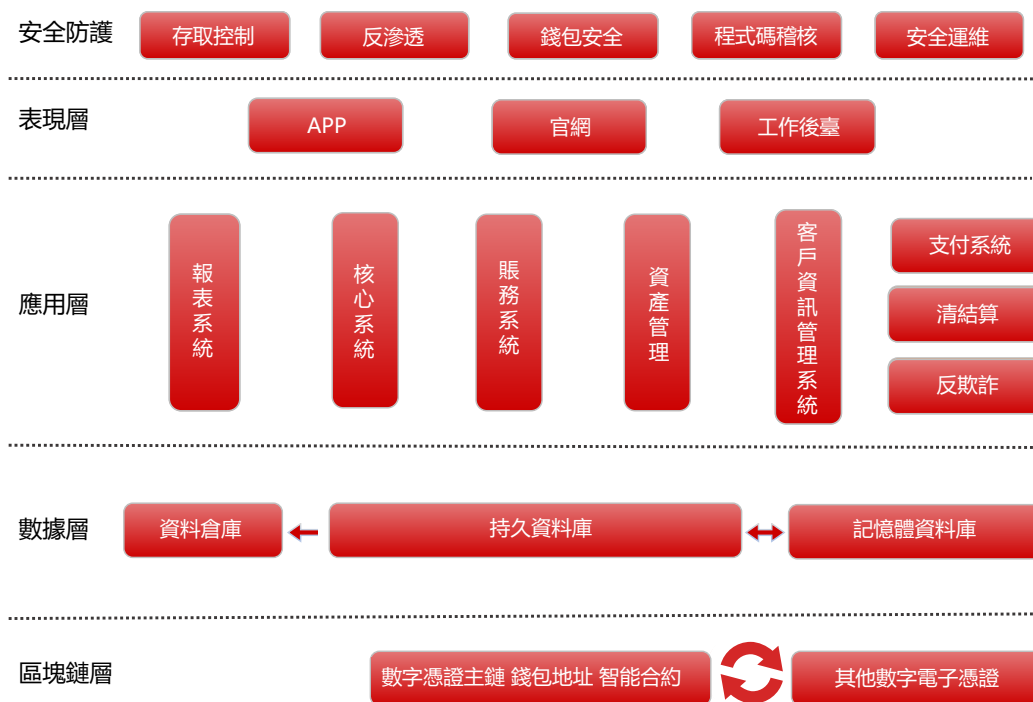 安全防護
存取控制
反滲透
錢包安全
程式碼稽核
安全運維
表現層
APP
官網
工作後臺
應用層
報表系統
核心系統
賬務系統
資產管理
客戶資訊管理系統
支付系統
清結算
反欺詐
數據層
資料倉庫
持久資料庫
記憶體資料庫
區塊鏈層
數字憑證主鏈 錢包地址 智能合約
其他數字電子憑證